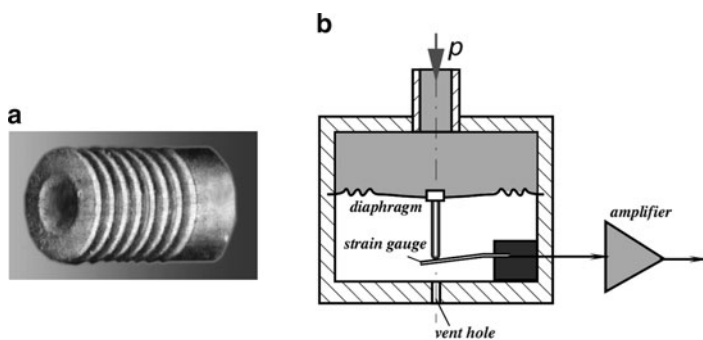 b
p
a
diaphragm
amplifier
strain gauge
vent hole